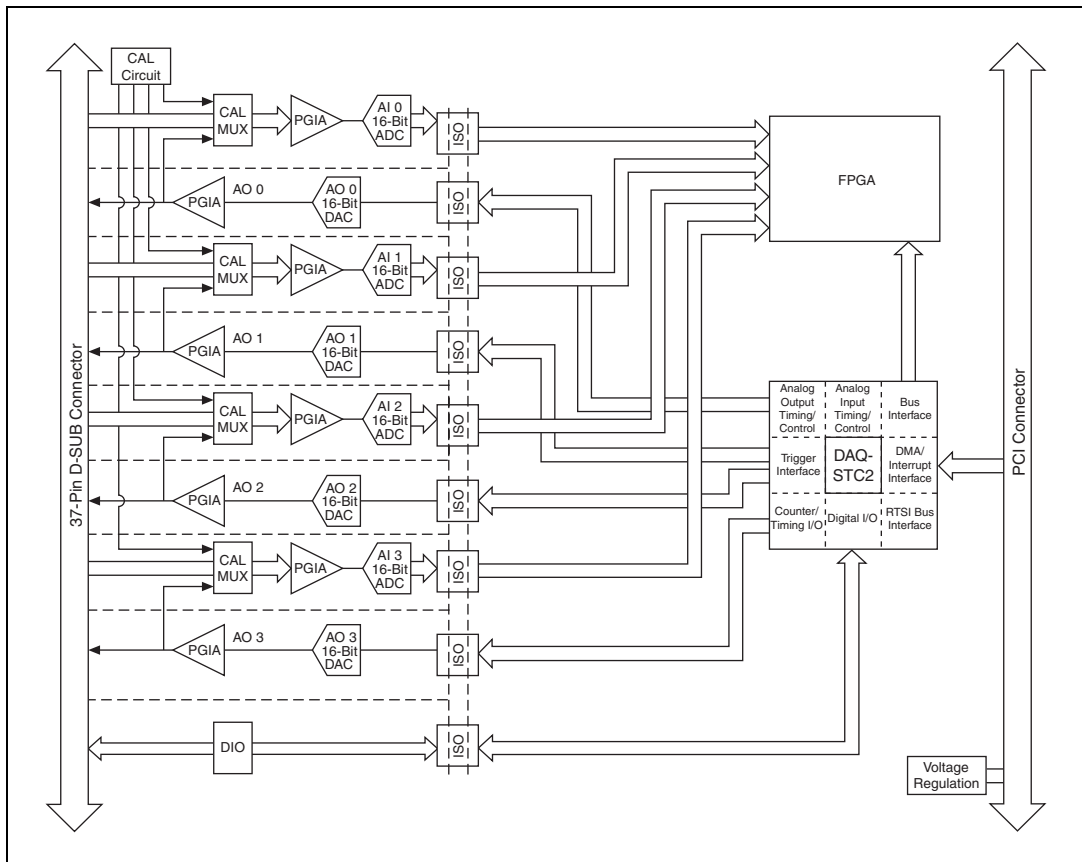 CAL
Circuit
CAL
MUX
PGIA
AI 0
16-Bit
ADC
ISO
FPGA
PGIA
AO 0
AO 0
16-Bit
DAC
ISO
CAL
MUX
PGIA
AI 1
16-Bit
ADC
ISO
PGIA
AO 1
AO 1
16-Bit
DAC
ISO
CAL
MUX
PGIA
AI 2
16-Bit
ADC
ISO
PGIA
AO 2
AO 2
16-Bit
DAC
ISO
CAL
MUX
PGIA
AI 3
16-Bit
ADC
ISO
PGIA
AO 3
AO 3
16-Bit
DAC
ISO
DIO
ISO
37-Pin D-SUB Connector
Analog
Output
Timing/
Control
Analog
Input
Timing/
Control
Bus
Interface
Trigger
Interface
DAQ-
STC2
DMA/
Interrupt
Interface
Counter/
Timing I/O
Digital I/O
RTSI Bus
Interface
PCI Connector
Voltage
Regulation